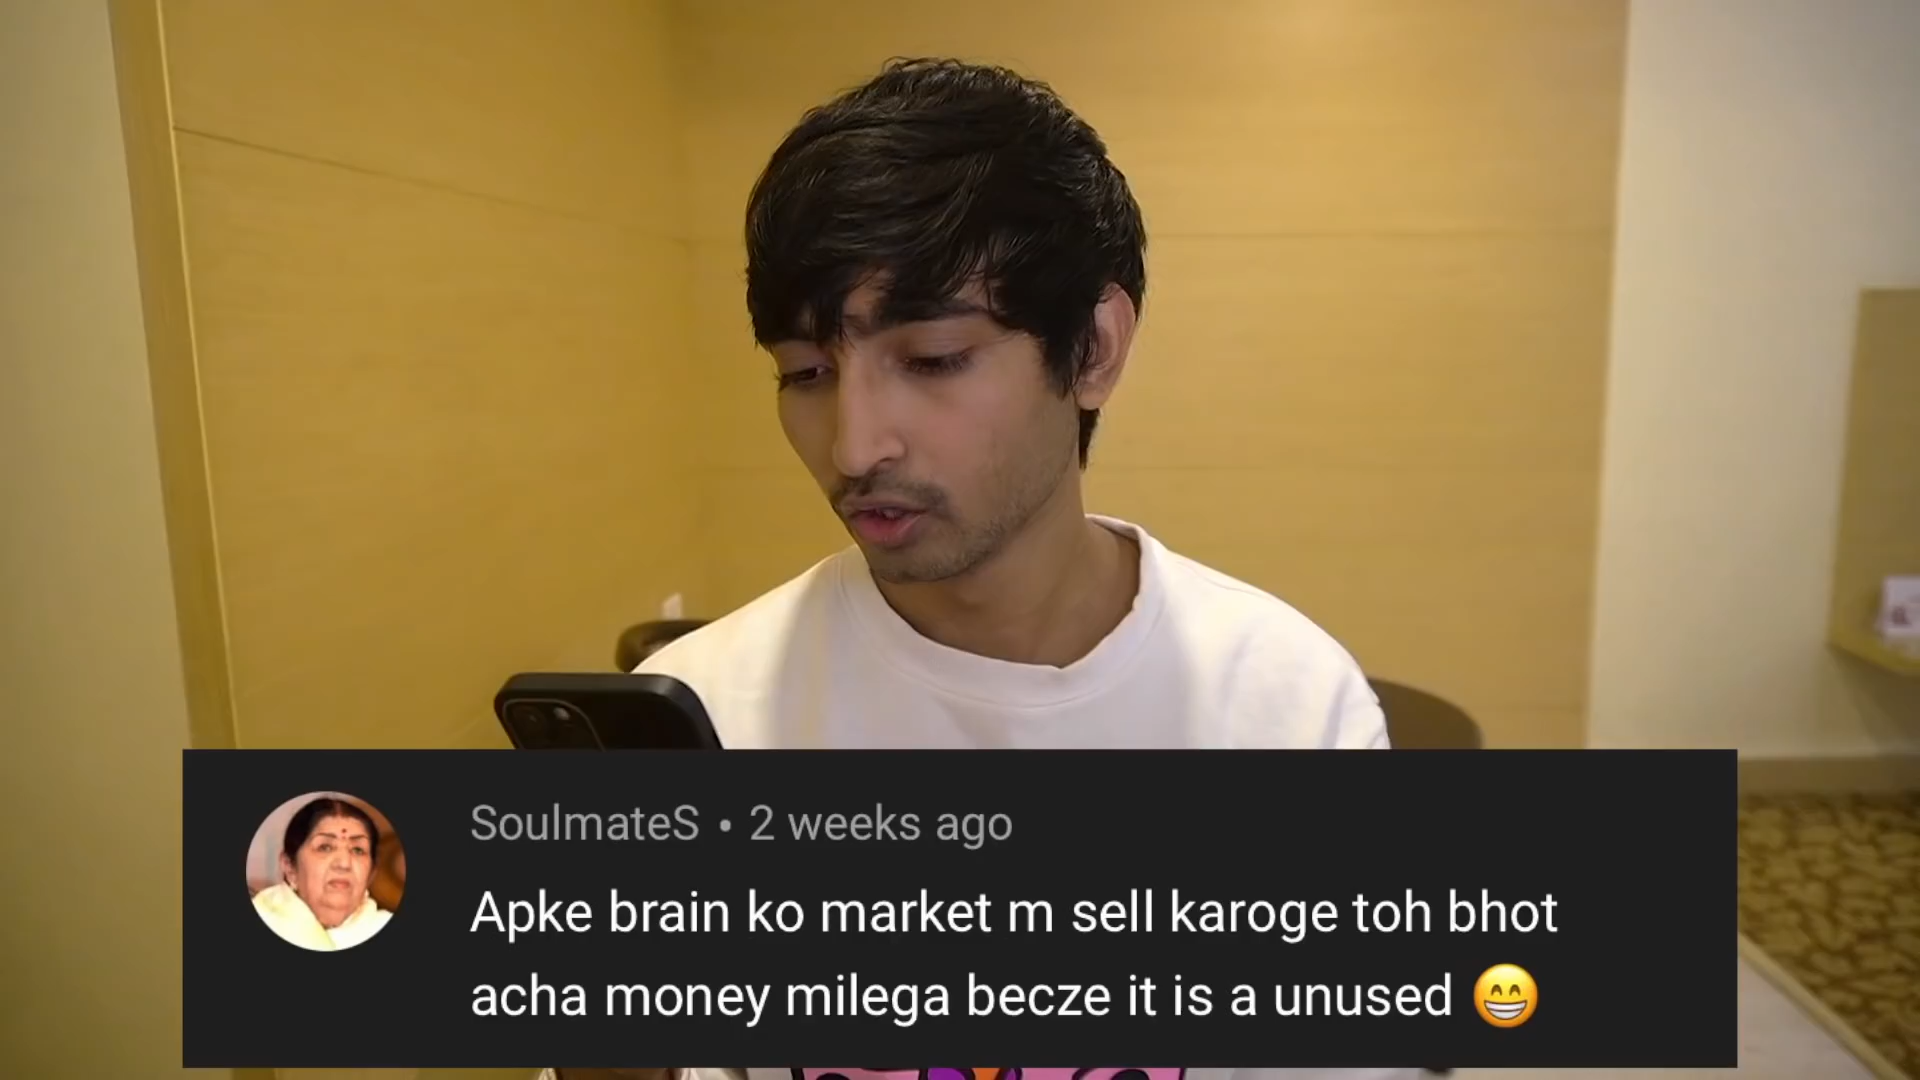 SoulmateS • 2 weeks ago
Apke brain ko market m sell karoge toh bhot
acha money milega becze it is a unused 😁